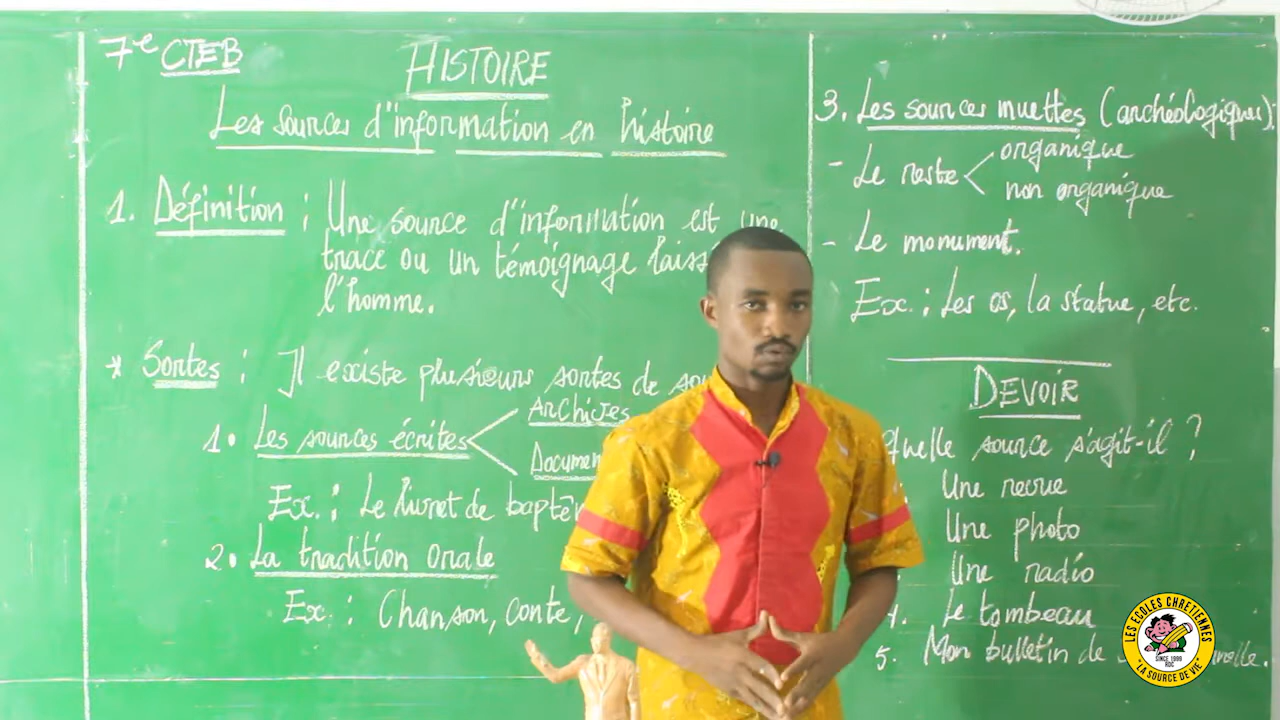 7e CTEB
HISTOIRE
Les sources d'information en histoire
1. Définition : Une source d'information est une
trace ou un témoignage laissé
l'homme.
* Sortes : Il existe plusieurs sortes de
1. Les sources écrites
Archives
Ex. : Le livret de
2. La tradition orale
Ex. : Chanson, conte,
3. Les sources muettes (archéologiques):
- Le reste
organique
non organique
- Le monument.
Ex. : Les os, la statue, etc.
DEVOIR
quelle source s'agit-il ?
Une revue
Une photo
Une radio
4. Le tombeau
5. Mon bulletin de
LES ECOLES CHRETIENNES
SINCE 1986
RDC
"LA SOURCE DE VIE"